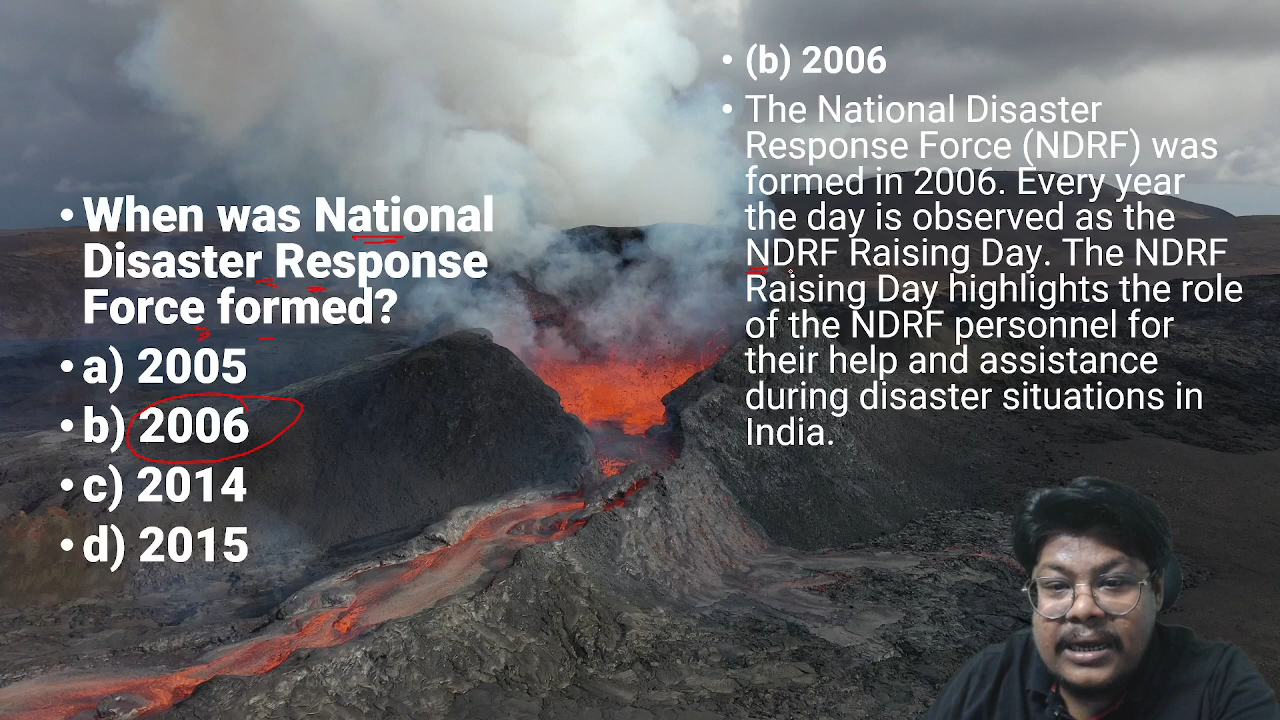 • When was National
Disaster Response
Force formed?
• a) 2005
• b) 2006
• c) 2014
• d) 2015
• (b) 2006
• The National Disaster
Response Force (NDRF) was
formed in 2006. Every year
the day is observed as the
NDRF Raising Day. The NDRF
Raising Day highlights the role
of the NDRF personnel for
their help and assistance
during disaster situations in
India.